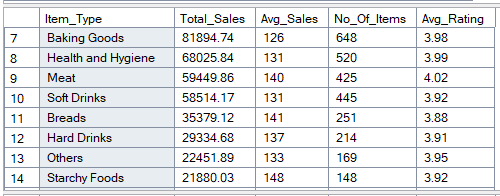 Item_Type Total_Sales Avg_Sales No_Of_Items Avg_Rating
7 Baking Goods 81894.74 126 648 3.98
8 Health and Hygiene 68025.84 131 520 3.99
9 Meat 59449.86 140 425 4.02
10 Soft Drinks 58514.17 131 445 3.92
11 Breads 35379.12 141 251 3.88
12 Hard Drinks 29334.68 137 214 3.91
13 Others 22451.89 133 169 3.95
14 Starchy Foods 21880.03 148 148 3.92